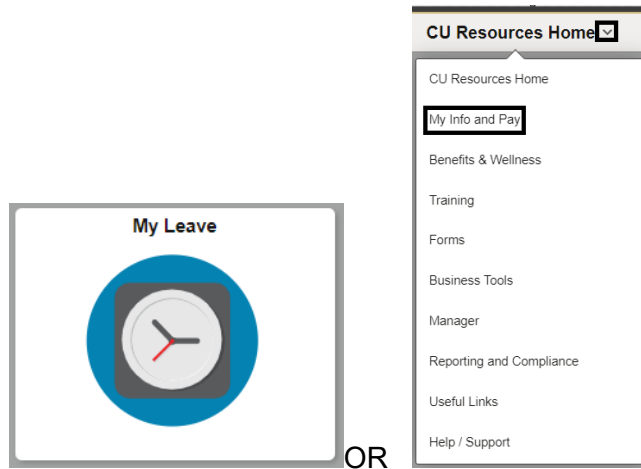 My Leave
OR
CU Resources Home
CU Resources Home
My Info and Pay
Benefits & Wellness
Training
Forms
Business Tools
Manager
Reporting and Compliance
Useful Links
Help / Support